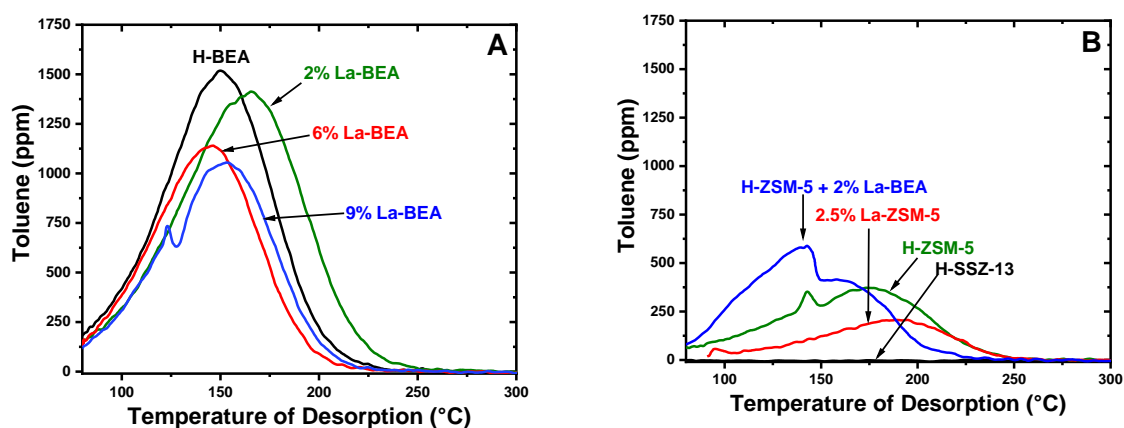 A
H-BEA
2% La-BEA
6% La-BEA
9% La-BEA
Toluene (ppm)
1750
1500
1250
1000
750
500
250
0
100
150
200
250
300
Temperature of Desorption (°C)
B
H-ZSM-5 + 2% La-BEA
2.5% La-ZSM-5
H-ZSM-5
H-SSZ-13
Toluene (ppm)
1750
1500
1250
1000
750
500
250
0
100
150
200
250
300
Temperature of Desorption (°C)